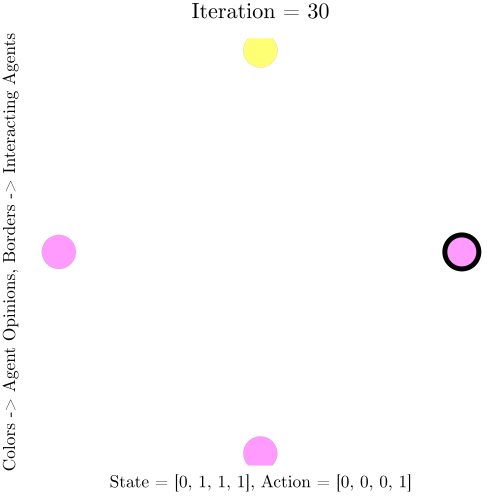 Iteration = 30
Colors -> Agent Opinions, Borders -> Interacting Agents
State = [0, 1, 1, 1], Action = [0, 0, 0, 1]